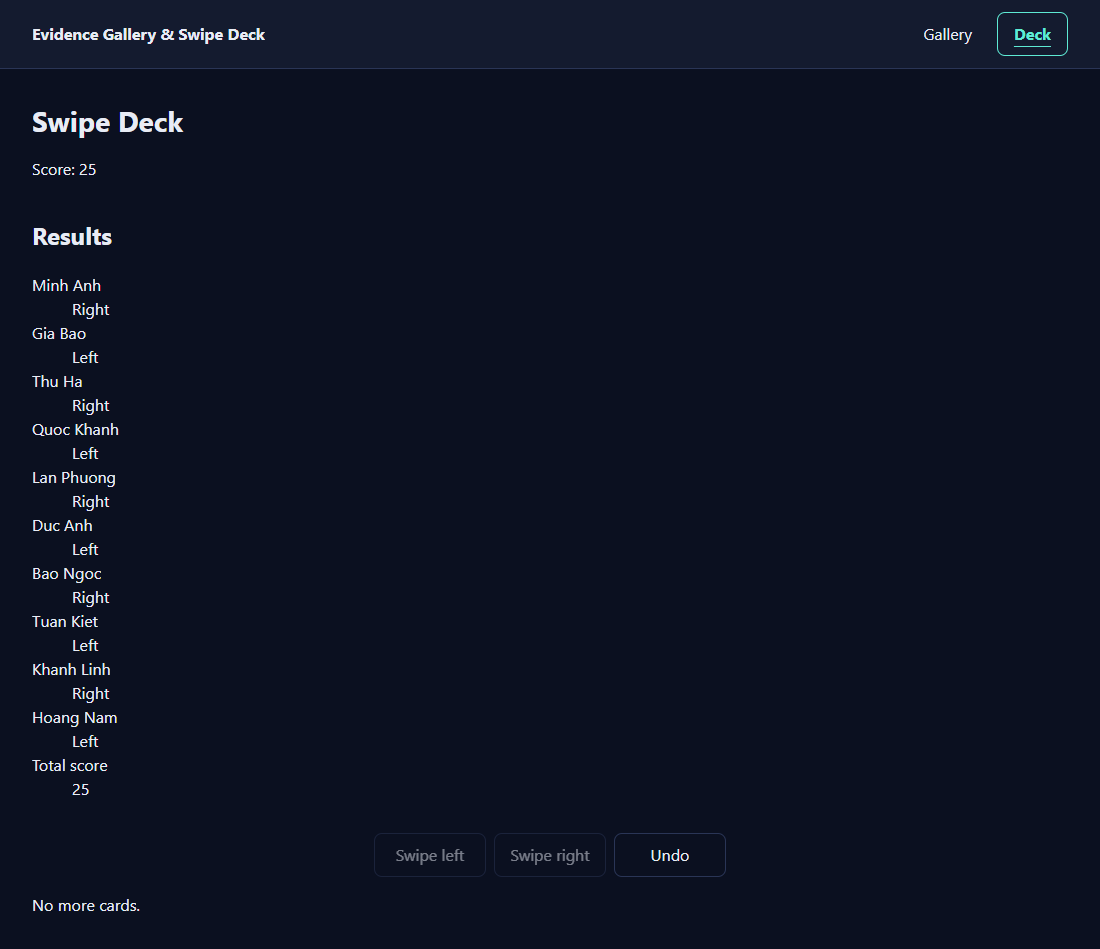 Evidence Gallery & Swipe Deck
Gallery
Deck
Swipe Deck
Score: 25
Results
Minh Anh
Right
Gia Bao
Left
Thu Ha
Right
Quoc Khanh
Left
Lan Phuong
Right
Duc Anh
Left
Bao Ngoc
Right
Tuan Kiet
Left
Khanh Linh
Right
Hoang Nam
Left
Total score
25
Swipe left
Swipe right
Undo
No more cards.